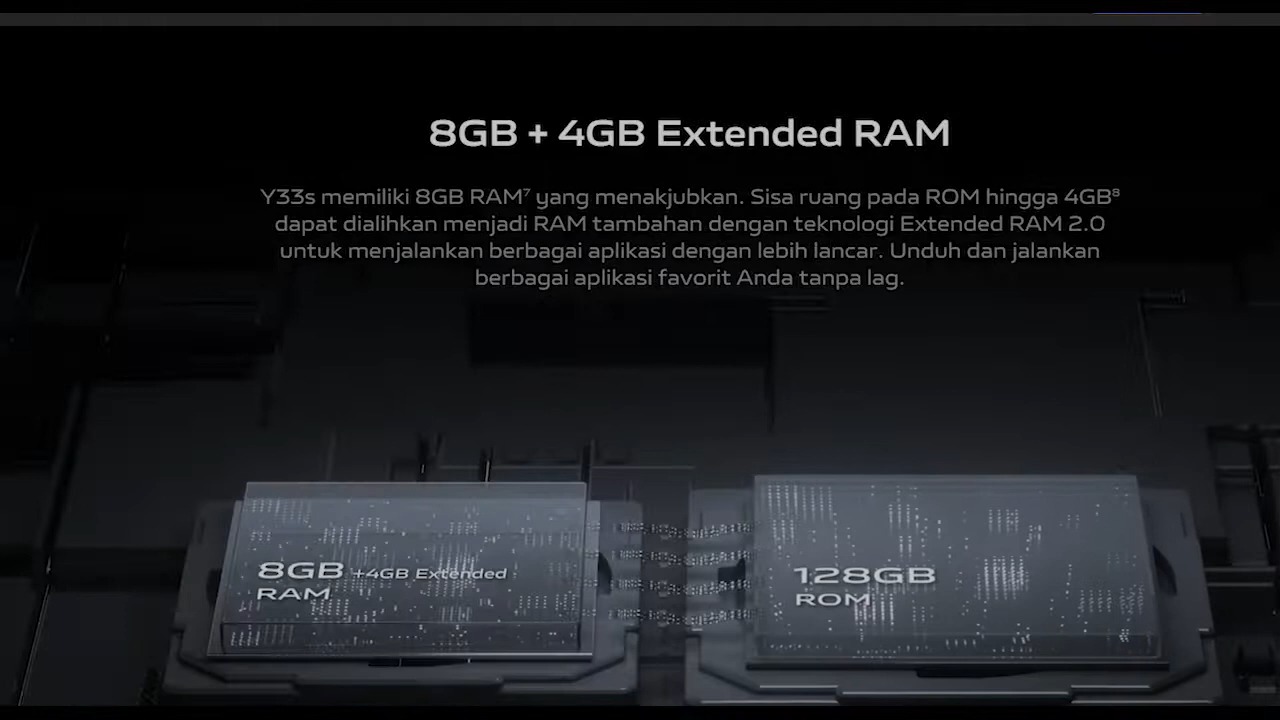 8GB + 4GB Extended RAM
Y33s memiliki 8GB RAM⁷ yang menakjubkan. Sisa ruang pada ROM hingga 4GB⁸
dapat dialihkan menjadi RAM tambahan dengan teknologi Extended RAM 2.0
untuk menjalankan berbagai aplikasi dengan lebih lancar. Unduh dan jalankan
berbagai aplikasi favorit Anda tanpa lag.
8GB +4GB Extended
RAM
128GB
ROM